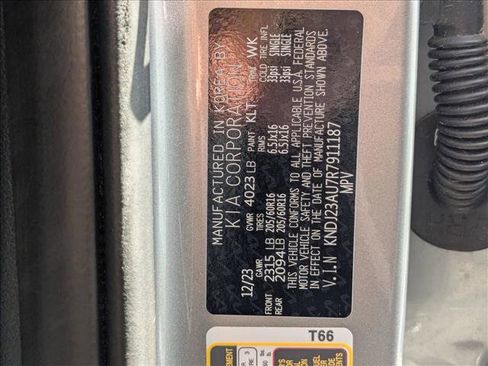 MANUFACTURED IN KOREA BY
KIA CORPORATION
12/23 GVWR 4023 LB PAINT KLT TRIM WK
GAWR TIRES RIMS COLD TIRE INFL
FRONT 2315 LB 205/60R16 6.5Jx16 33psi SINGLE
REAR 2094 LB 205/60R16 6.5Jx16 33psi SINGLE
THIS VEHICLE CONFORMS TO ALL APPLICABLE U.S.A FEDERAL
MOTOR VEHICLE SAFETY AND THEFT PREVENTION STANDARDS
IN EFFECT ON THE DATE OF MANUFACTURE SHOWN ABOVE.
V.I.N KNDJ23AU7R7911187
MPV
T66